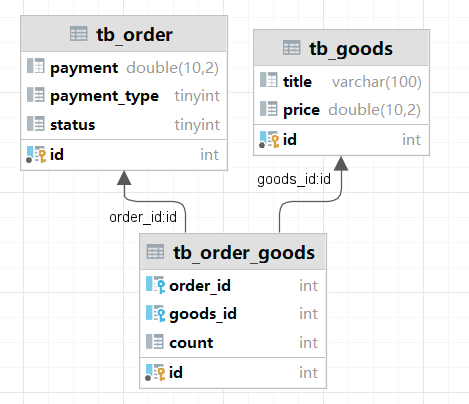 tb_order
payment double(10,2)
payment_type tinyint
status tinyint
id int
tb_goods
title varchar(100)
price double(10,2)
id int
order_id:id
goods_id:id
tb_order_goods
order_id int
goods_id int
count int
id int